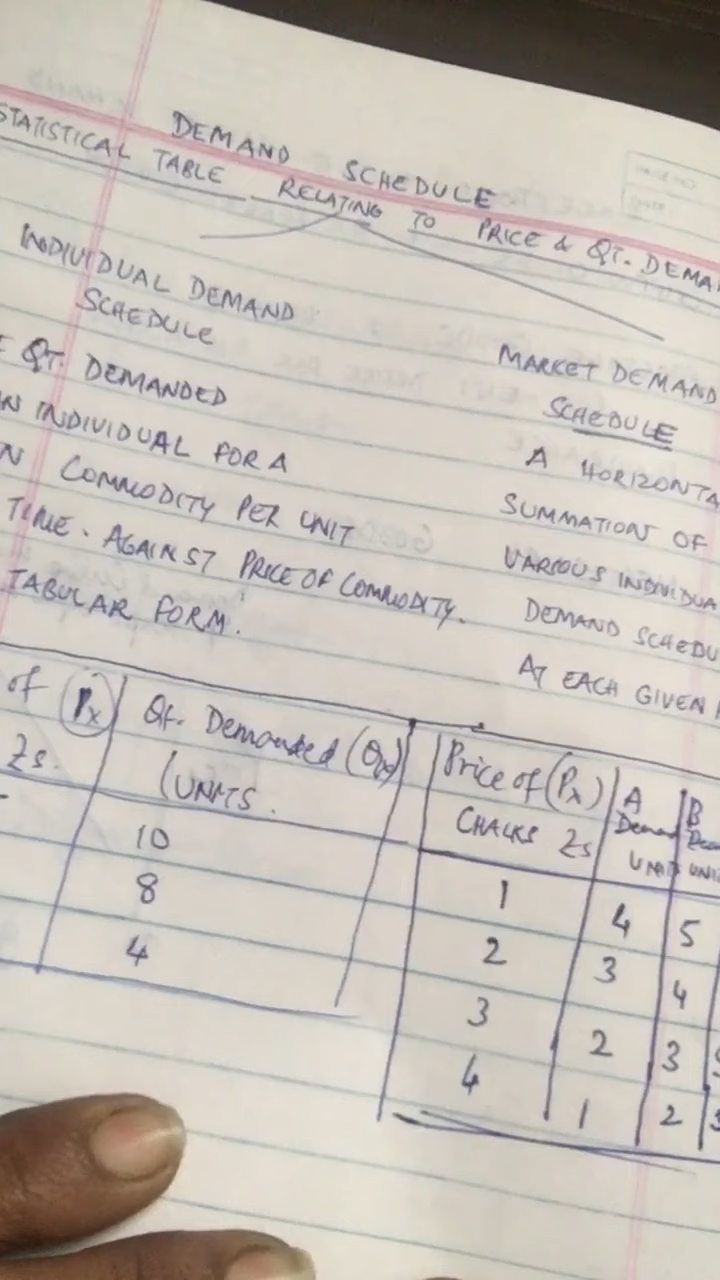 DEMAND SCHEDULE
STATISTICAL TABLE RELATING TO PRICE & QT. DEMA
INDIVIDUAL DEMAND
SCHEDULE
QT. DEMANDED
N INDIVIDUAL FOR A
N COMMODITY PER UNIT
TIME. AGAINST PRICE OF COMMODITY.
TABULAR FORM.
MARKET DEMAND
SCHEDULE
A HORIZONTA
SUMMATION OF
VARIOUS INDIVIDUA
DEMAND SCHEDU
AT EACH GIVEN
of (Px) Qt. Demanded
Zs. (UNITS.
10
8
4
Price of (Px) A B
CHALKS Zs Deman
UNIT UNI
1 4 5
2 3 4
3 2 3
4 1 2